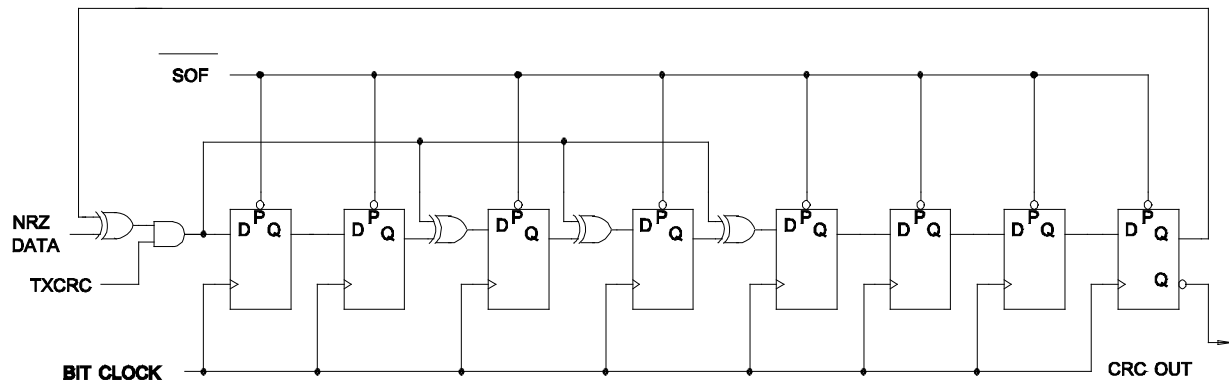 SOF
NRZ
DATA
TXCRC
D P Q
D P Q
D P Q
D P Q
D P Q
D P Q
D P Q
D P Q
Q
BIT CLOCK
CRC OUT